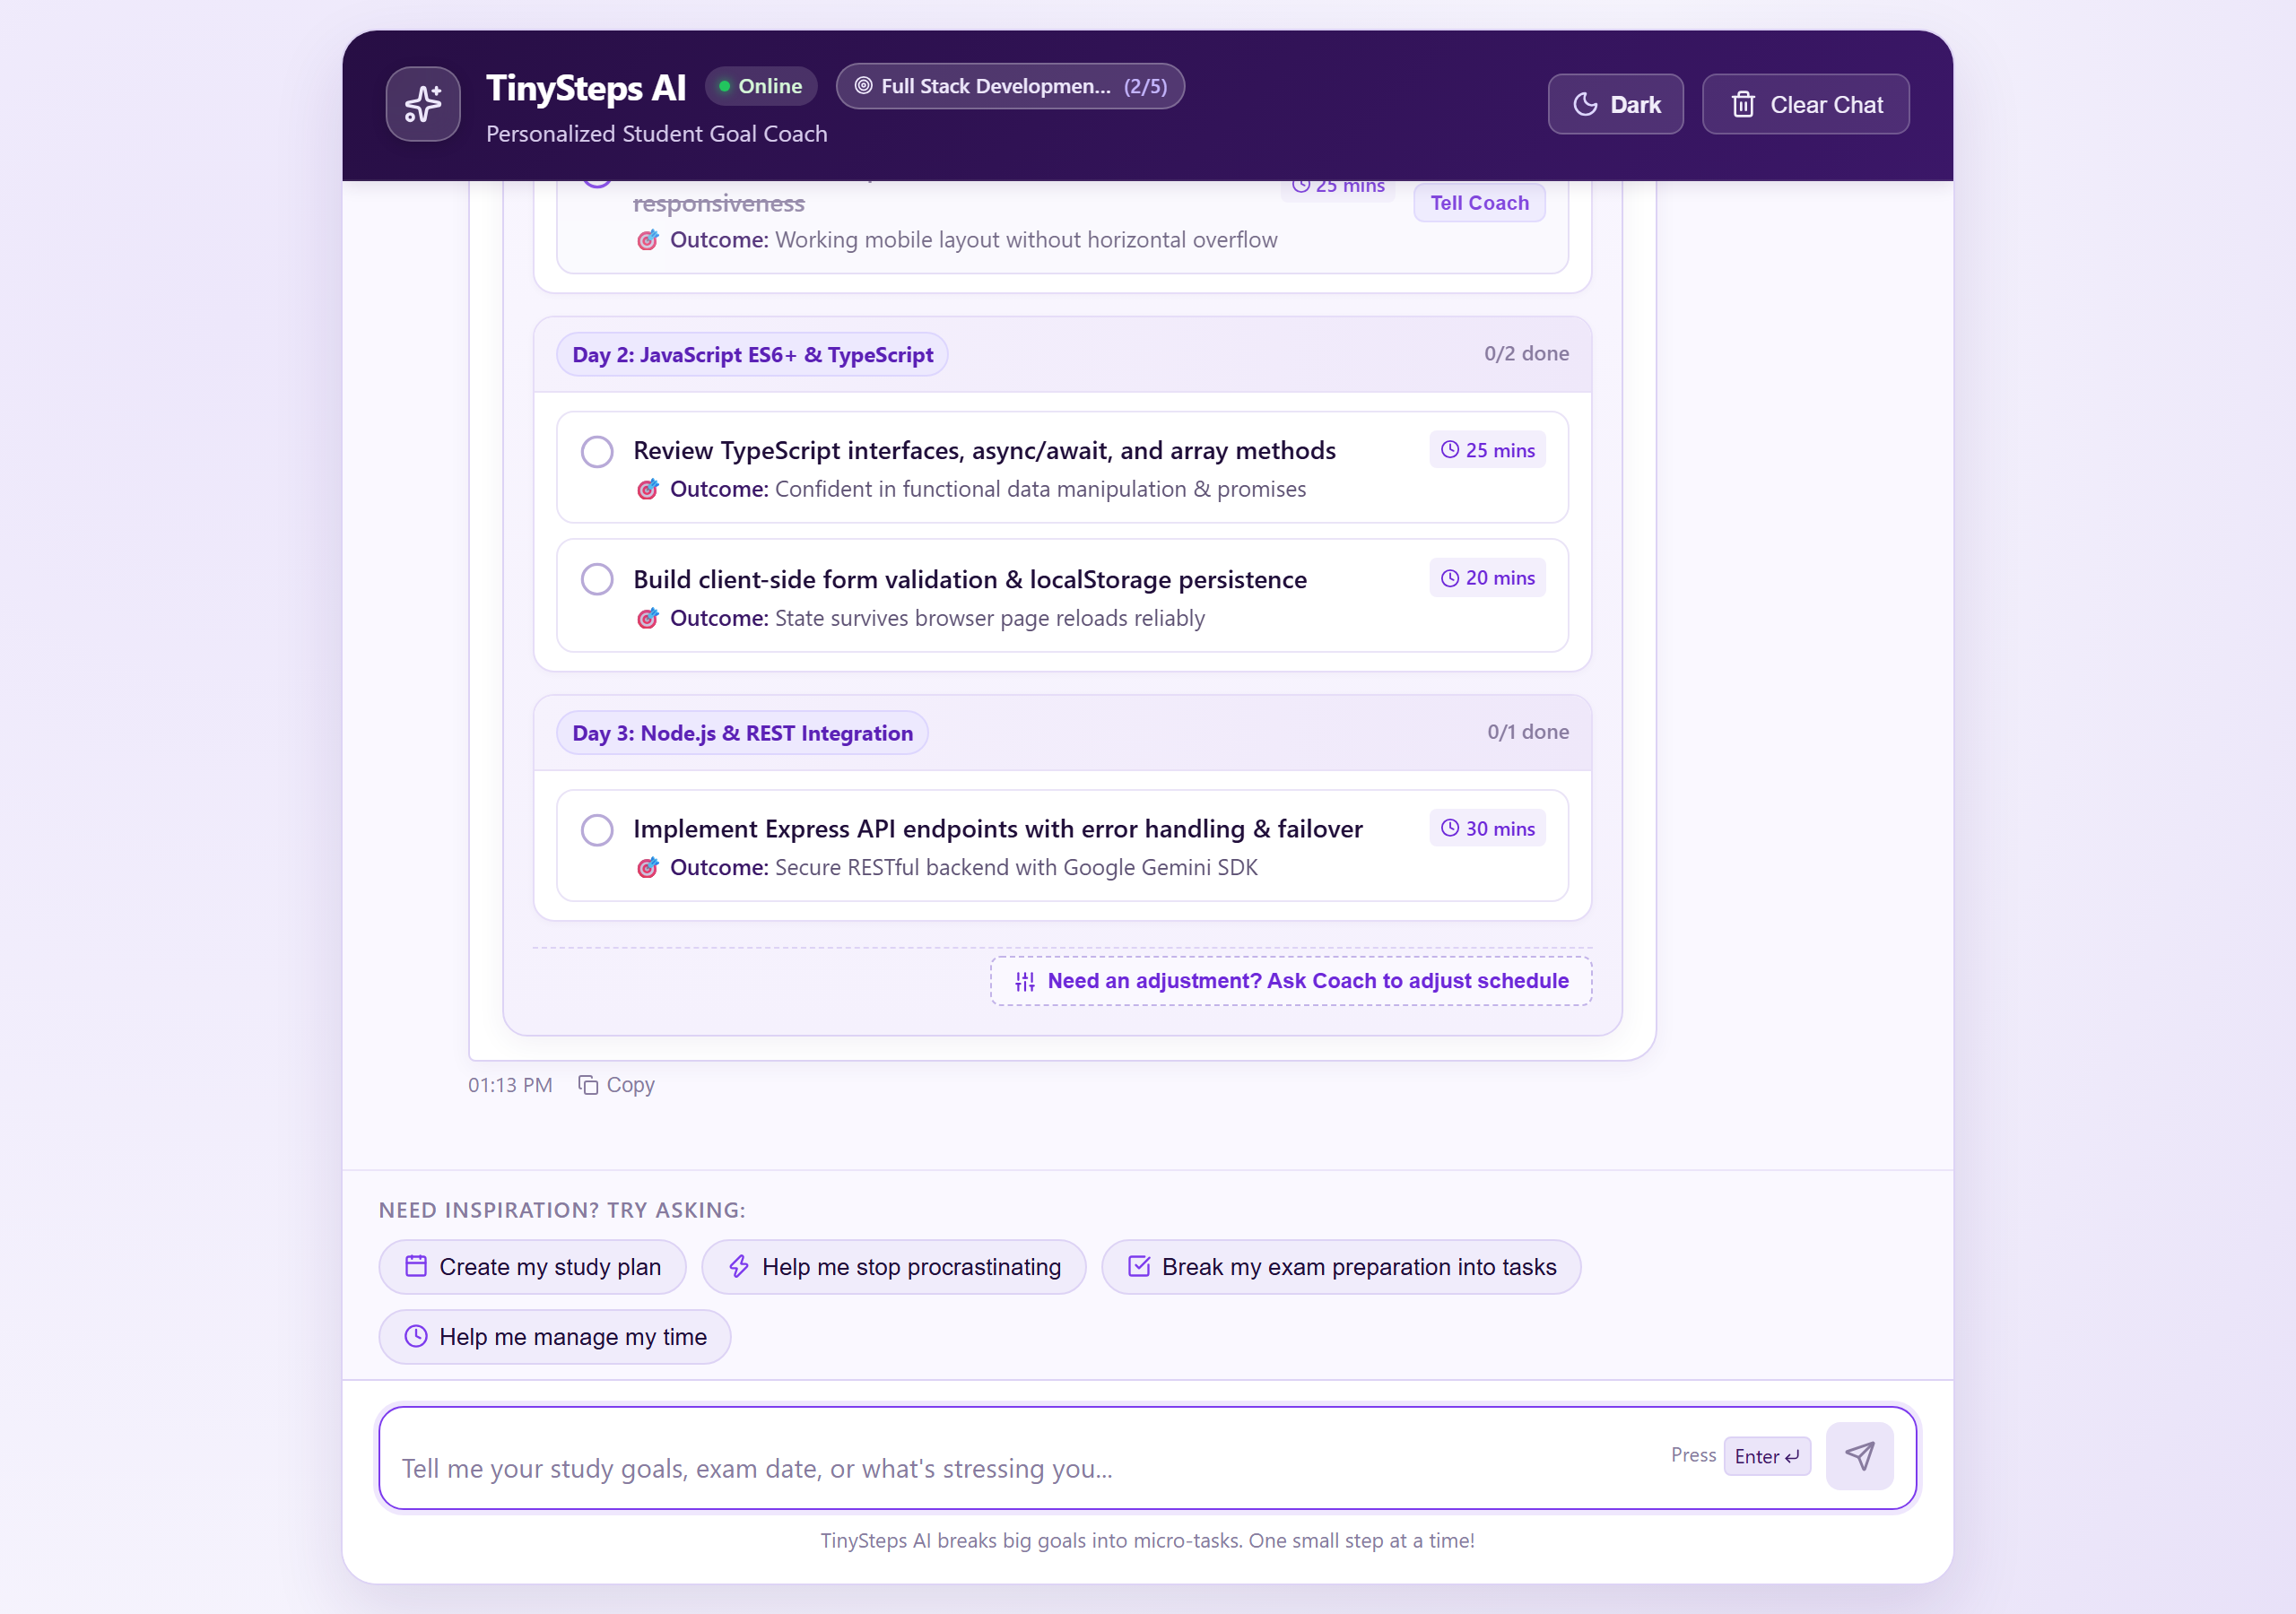 TinySteps AI
Online
Full Stack Developmen... (2/5)
Personalized Student Goal Coach
Dark
Clear Chat
responsiveness
25 mins
Tell Coach
Outcome: Working mobile layout without horizontal overflow
Day 2: JavaScript ES6+ & TypeScript
0/2 done
Review TypeScript interfaces, async/await, and array methods
25 mins
Outcome: Confident in functional data manipulation & promises
Build client-side form validation & localStorage persistence
20 mins
Outcome: State survives browser page reloads reliably
Day 3: Node.js & REST Integration
0/1 done
Implement Express API endpoints with error handling & failover
30 mins
Outcome: Secure RESTful backend with Google Gemini SDK
Need an adjustment? Ask Coach to adjust schedule
01:13 PM
Copy
NEED INSPIRATION? TRY ASKING:
Create my study plan
Help me stop procrastinating
Break my exam preparation into tasks
Help me manage my time
Tell me your study goals, exam date, or what's stressing you...
Press Enter ↵
TinySteps AI breaks big goals into micro-tasks. One small step at a time!